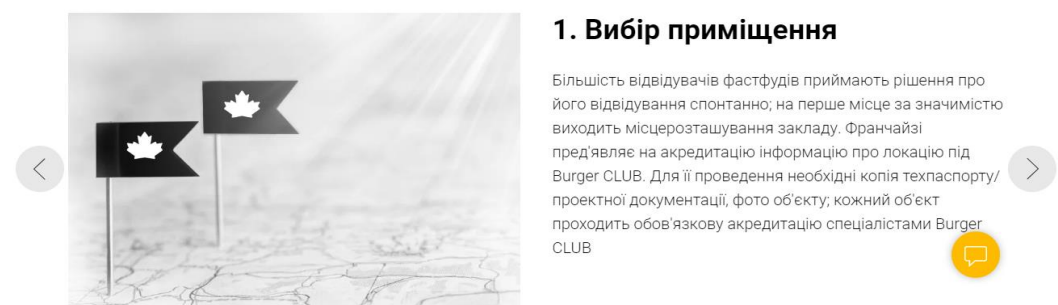 1. Вибір приміщення
Більшість відвідувачів фастфудів приймають рішення про
його відвідування спонтанно; на перше місце за значимістю
виходить місцерозташування закладу. Франчайзі
пред'являє на акредитацію інформацію про локацію під
Burger CLUB. Для її проведення необхідні копія техпаспорту/
проектної документації, фото об'єкту; кожний об'єкт
проходить обов'язкову акредитацію спеціалістами Burger
CLUB